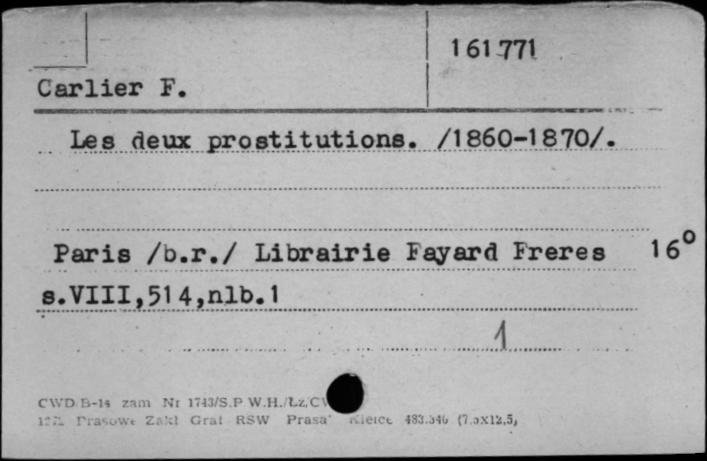 161771
Carlier F.
Les deux prostitutions. /1860-1870/.
Paris /b.r./ Librairie Fayard Freres 16°
s.VIII,514,nlb.1
1
CWD B-14 zam Nr 1743/S.P.W.H./Łz.
Prasowe Zakł Graf RSW Prasa Kielce 483.546 (7,5x12,5)